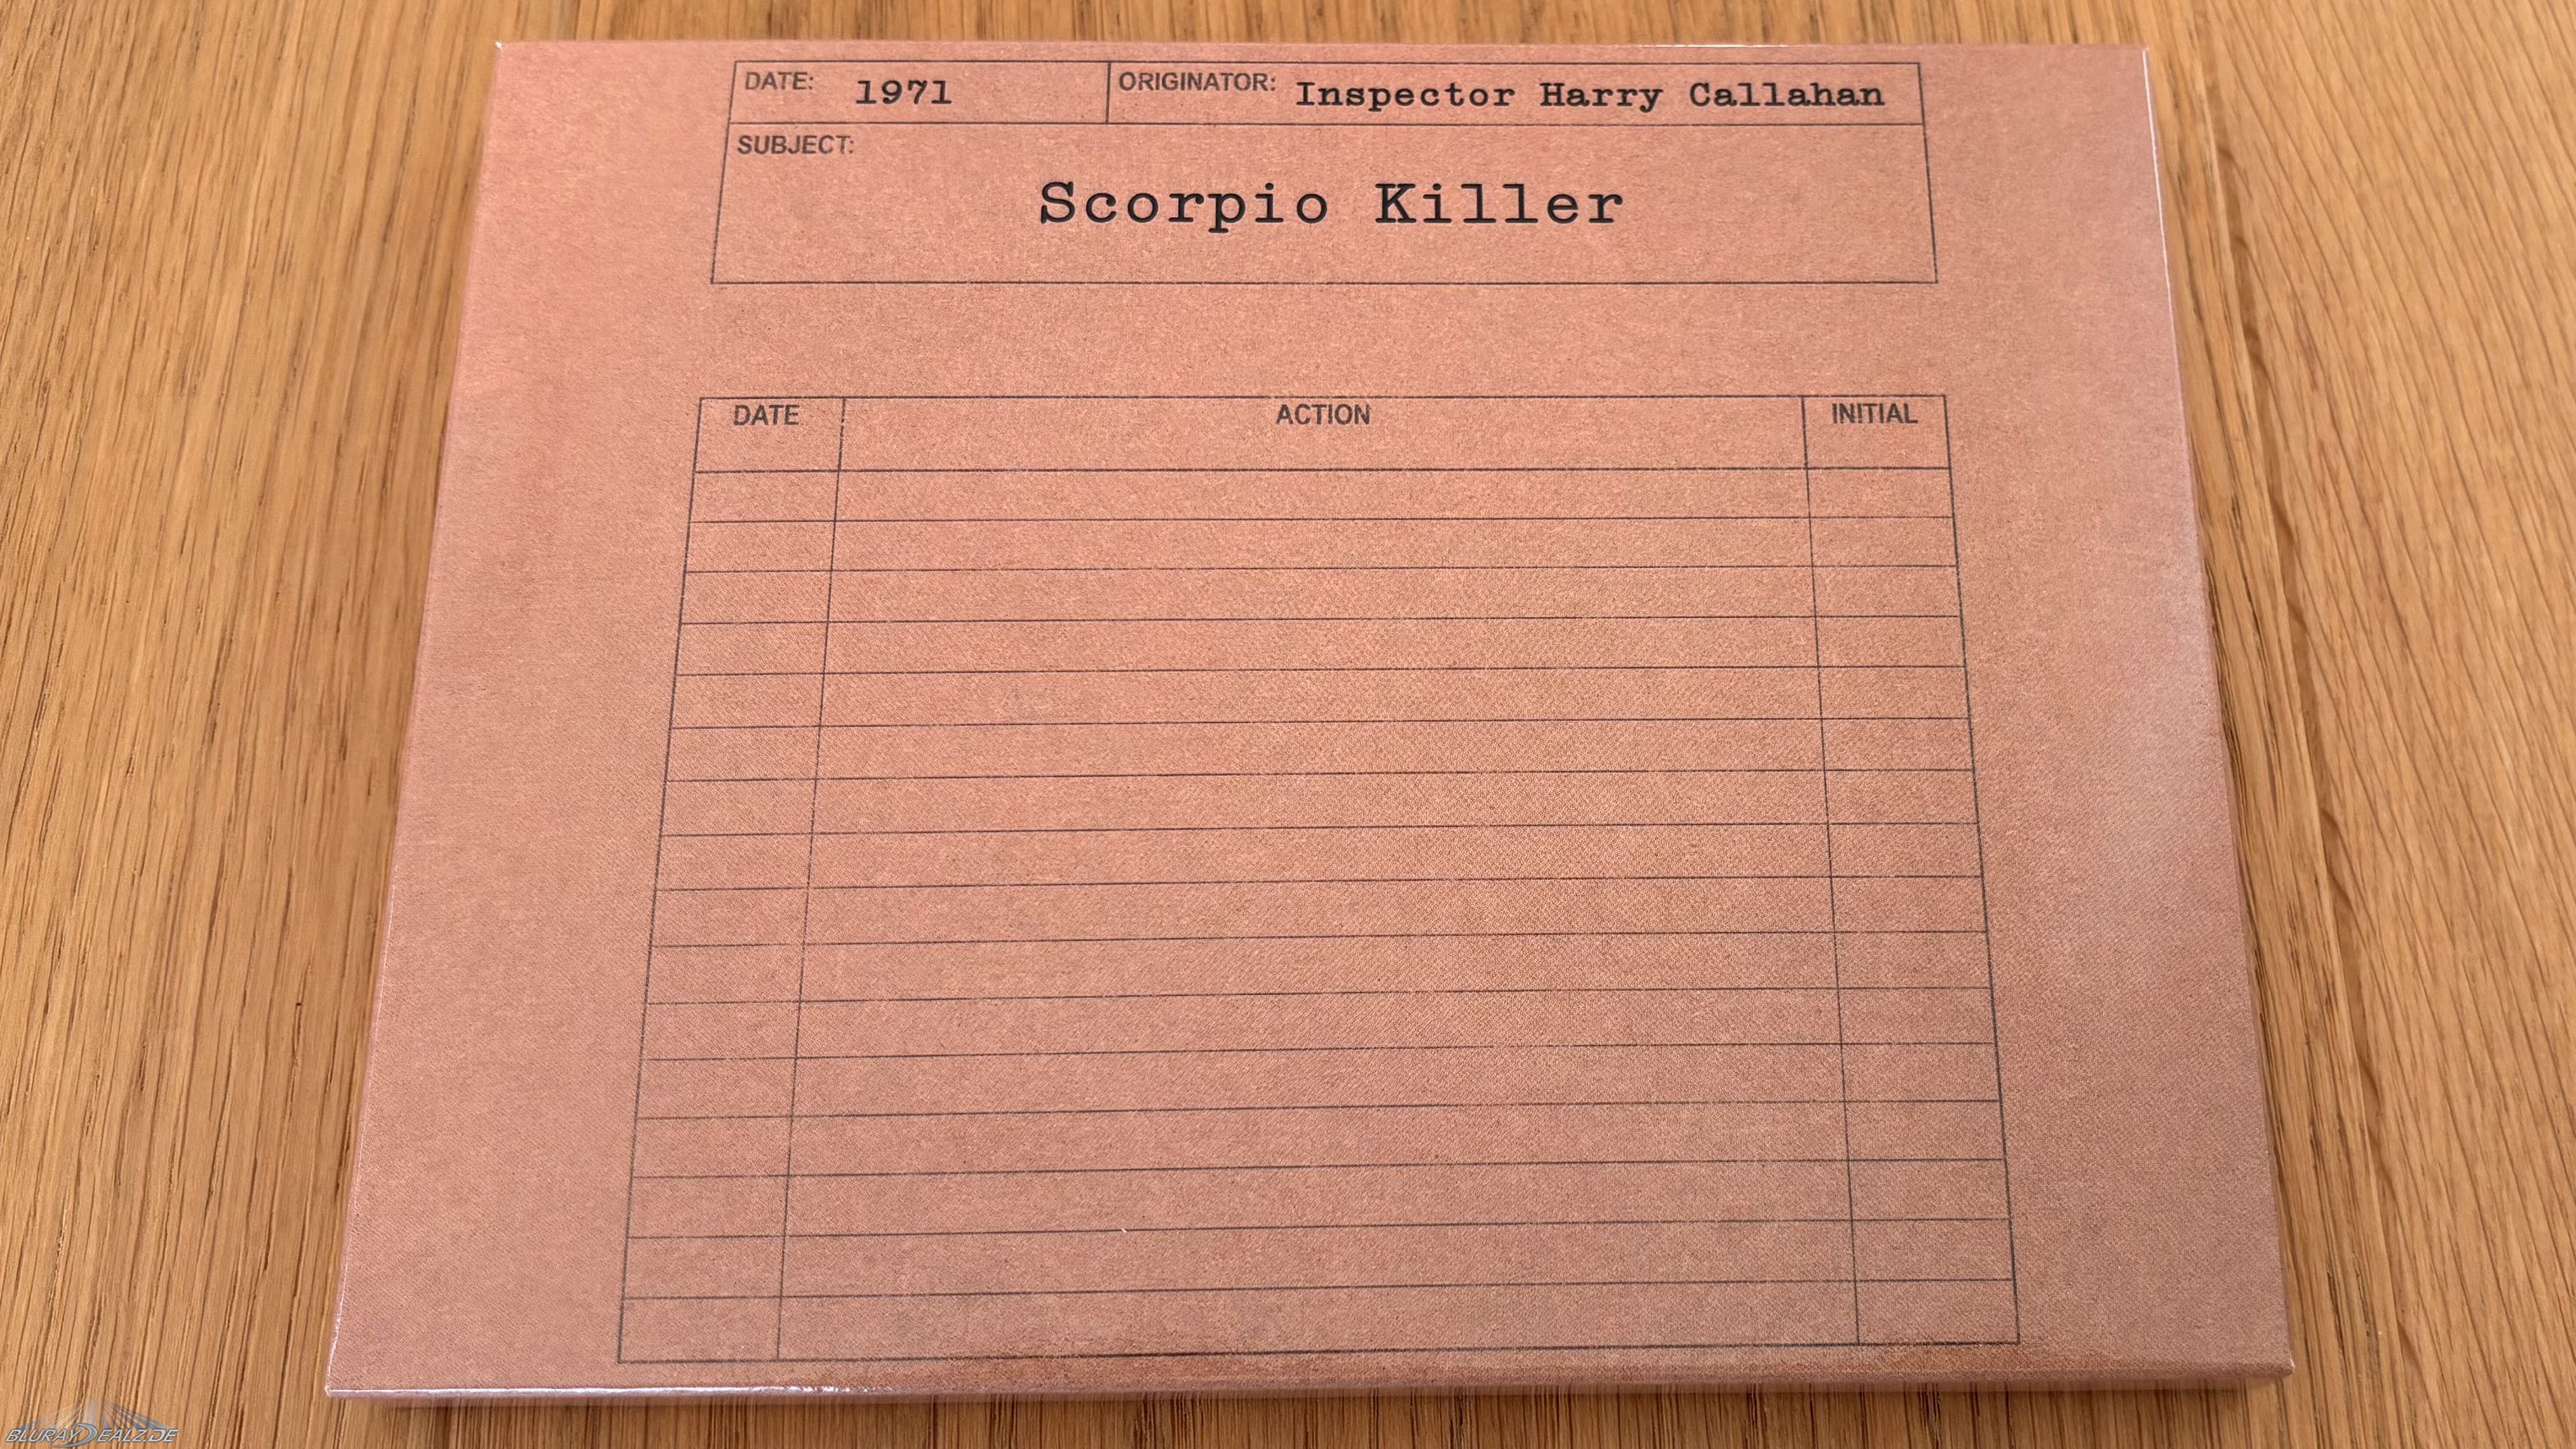 DATE: 1971 ORIGINATOR: Inspector Harry Callahan
SUBJECT:
Scorpio Killer
DATE ACTION INITIAL
BLURAYDEALZ.DE